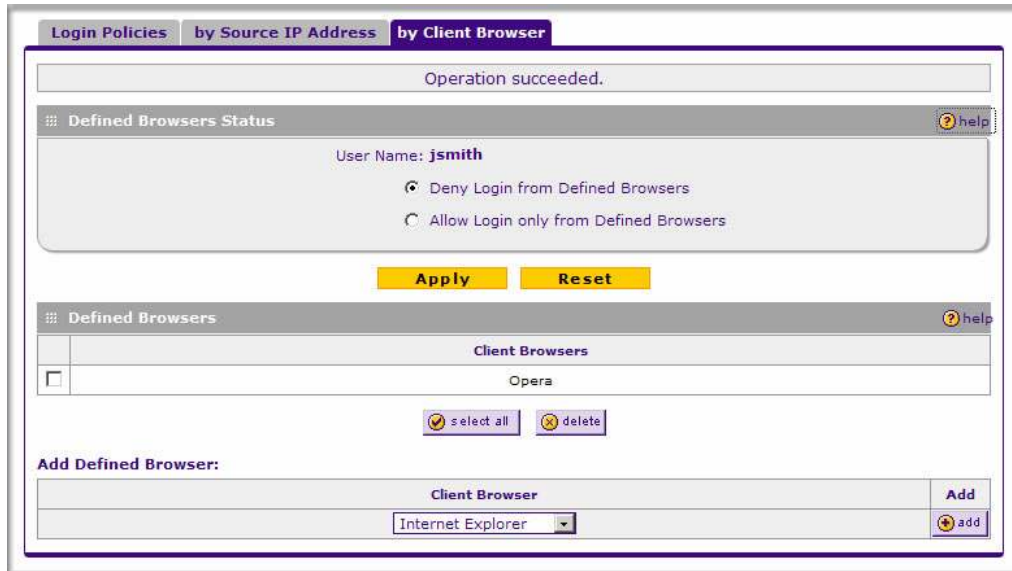 Login Policies by Source IP Address by Client Browser
Operation succeeded.
Defined Browsers Status help
User Name: jsmith
Deny Login from Defined Browsers
Allow Login only from Defined Browsers
Apply Reset
Defined Browsers help
Client Browsers
Opera
select all delete
Add Defined Browser:
Client Browser Add
Internet Explorer add